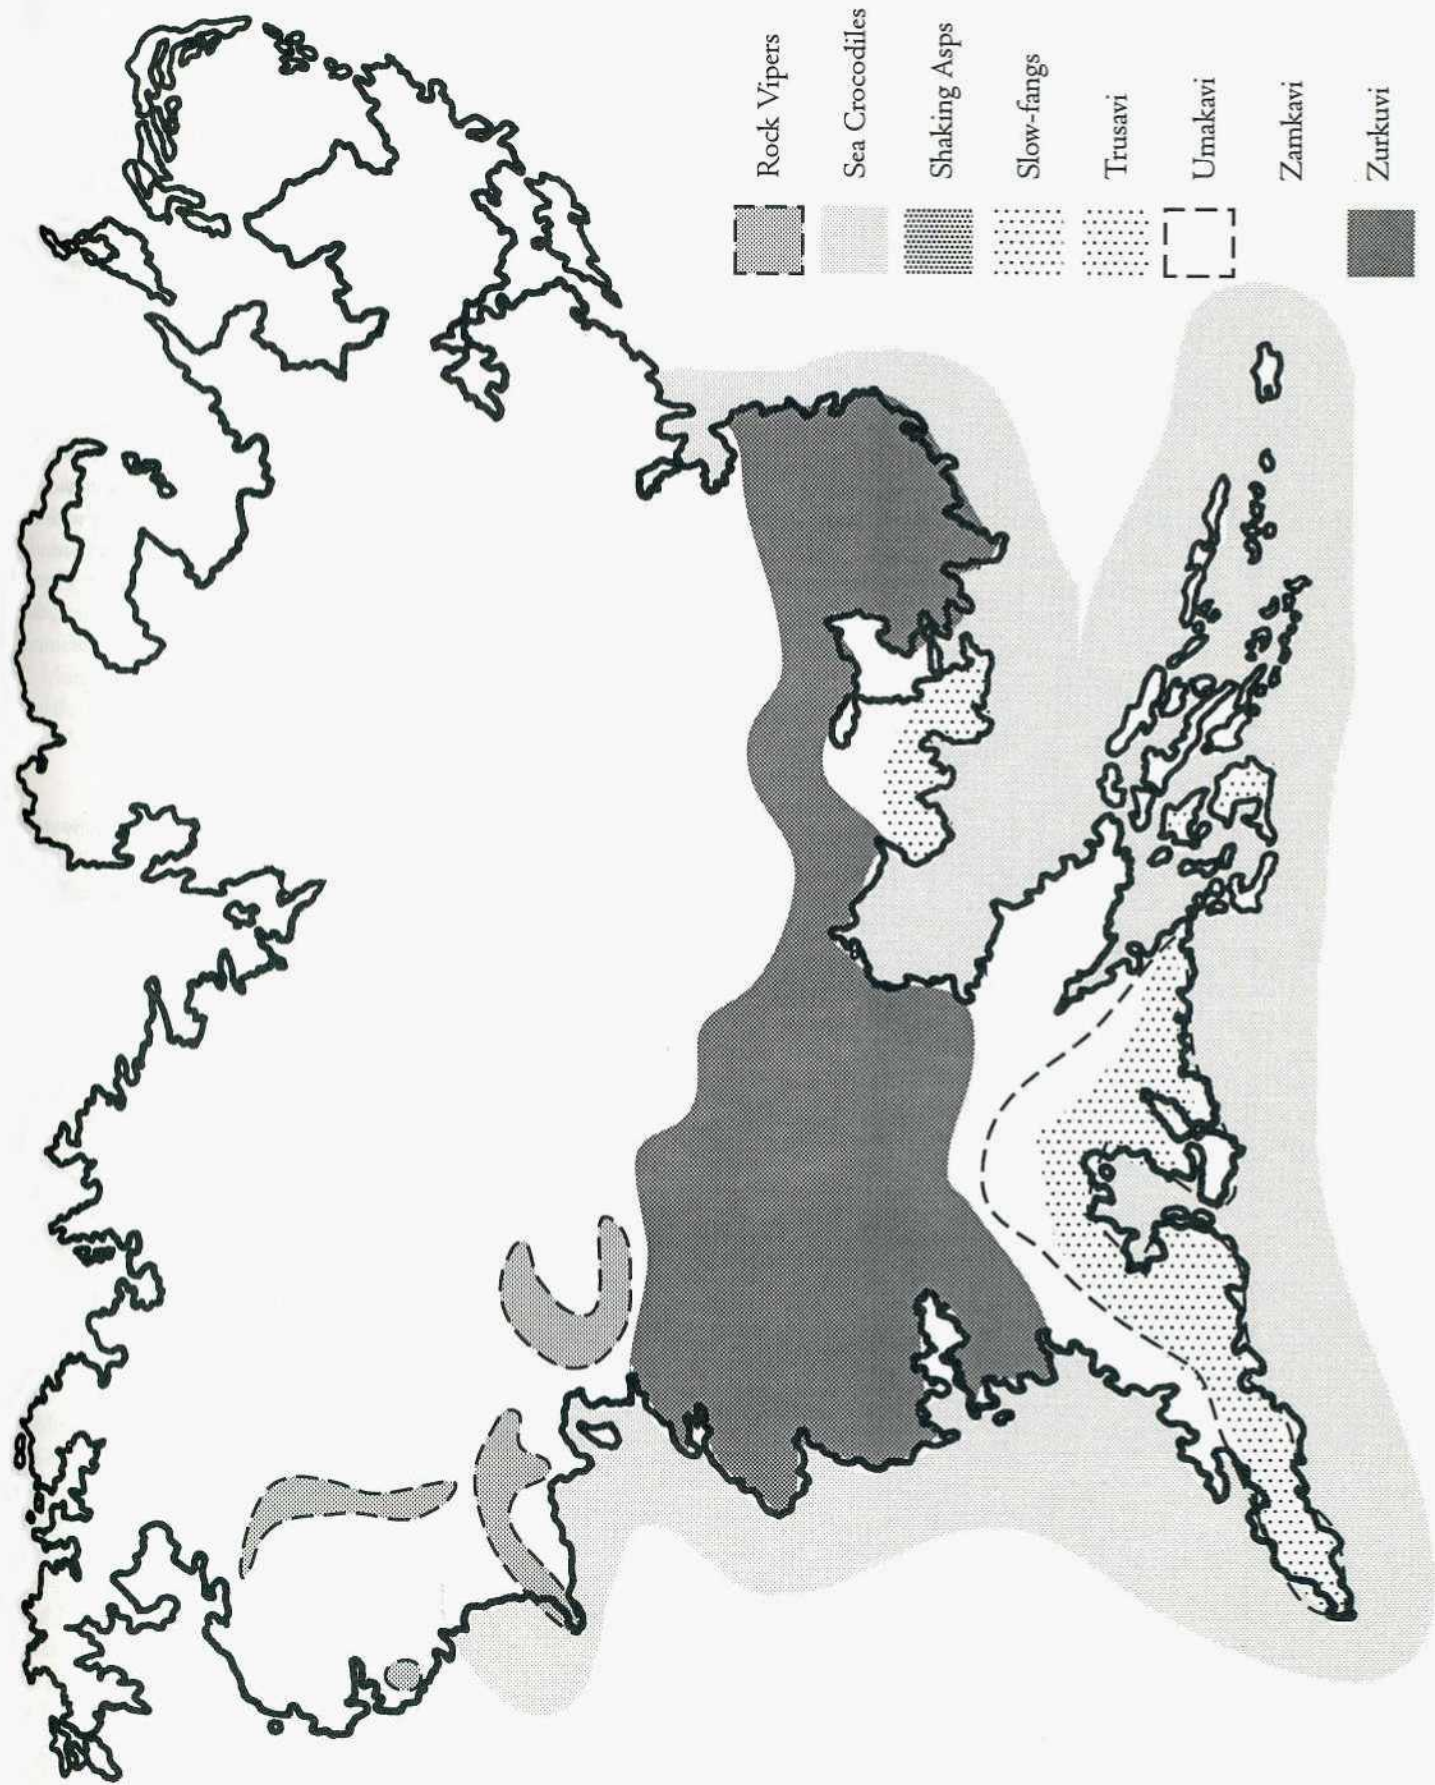 Rock Vipers
Sea Crocodiles
Shaking Asps
Slow-fangs
Trusavi
Umakavi
Zamkavi
Zurkuvi